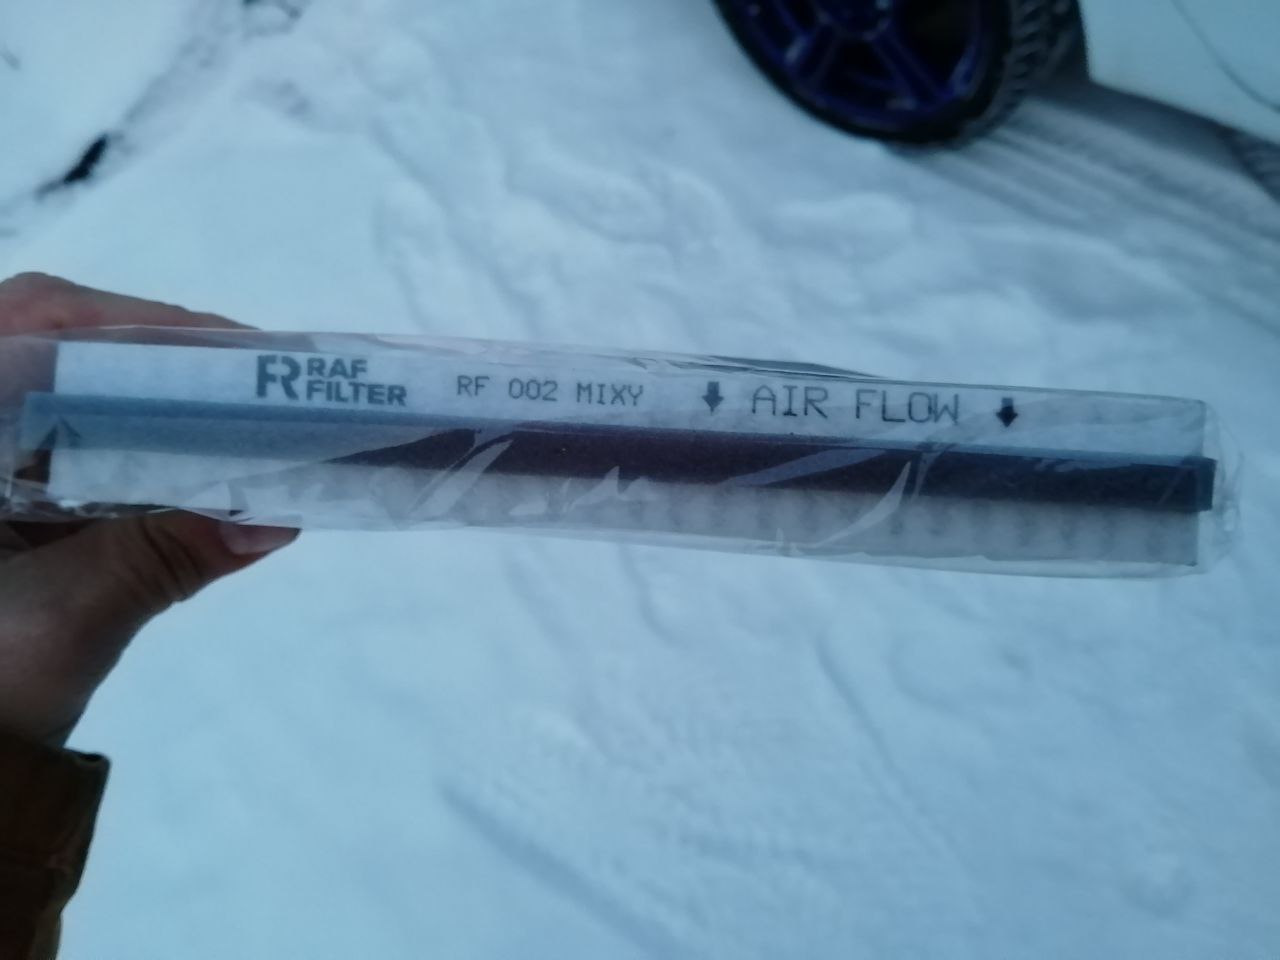 RAF
FILTER
RF 002 MIXY
AIR FLOW